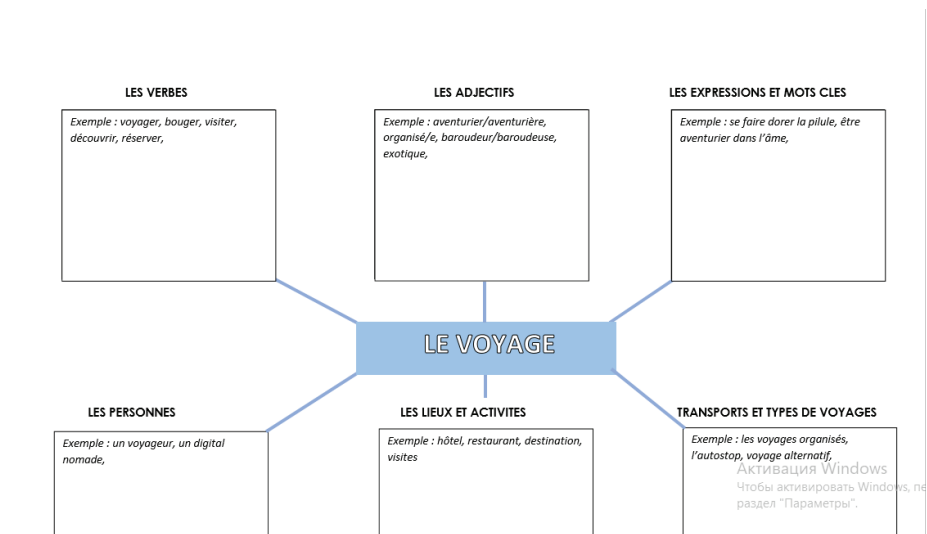 LES VERBES
Exemple : voyager, bouger, visiter,
découvrir, réserver,
LES ADJECTIFS
Exemple : aventurier/aventurière,
organisé/e, baroudeur/baroudeuse,
exotique,
LES EXPRESSIONS ET MOTS CLES
Exemple : se faire dorer la pilule, être
aventurier dans l’âme,
LE VOYAGE
LES PERSONNES
Exemple : un voyageur, un digital
nomade,
LES LIEUX ET ACTIVITES
Exemple : hôtel, restaurant, destination,
visites
TRANSPORTS ET TYPES DE VOYAGES
Exemple : les voyages organisés,
l’autostop, voyage alternatif,
Активация Windows
Чтобы активировать Windows, пе
раздел "Параметры".